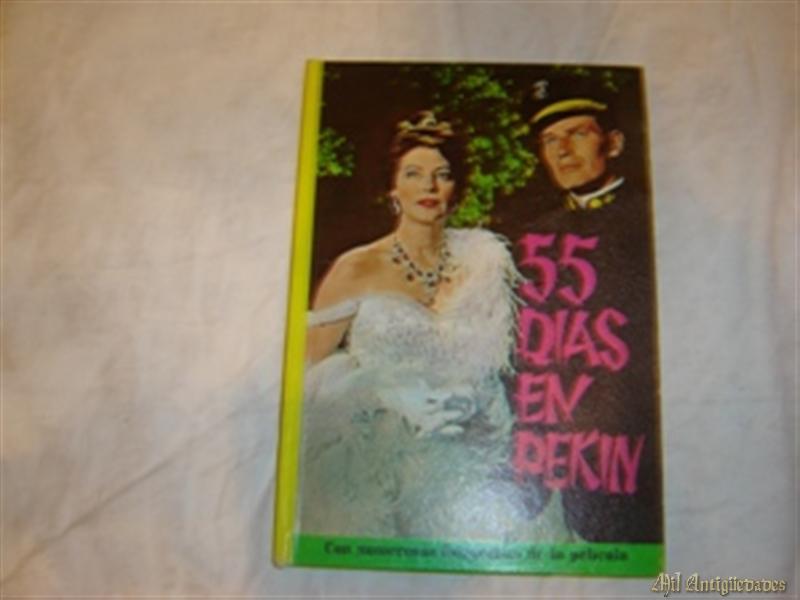 55
DIAS
EN
PEKIN
Con numerosas fotografías de la película
Mil Antigüedades